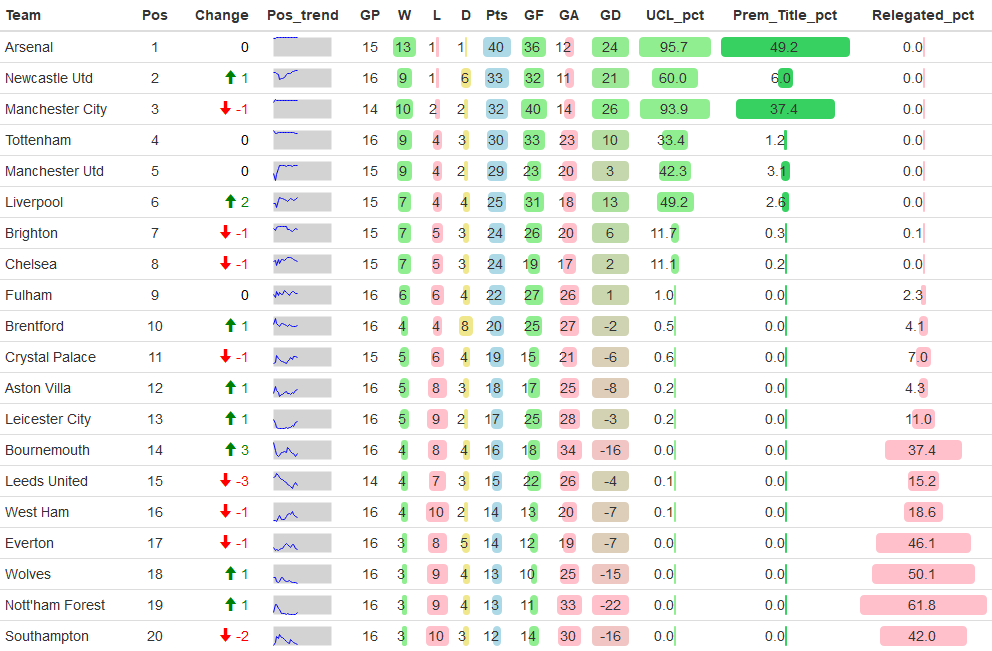 Team Pos Change Pos_trend GP W L D Pts GF GA GD UCL_pct Prem_Title_pct Relegated_pct
Arsenal 1 0 15 13 1 1 40 36 12 24 95.7 49.2 0.0
Newcastle Utd 2 1 16 9 1 6 33 32 11 21 60.0 6.0 0.0
Manchester City 3 -1 14 10 2 2 32 40 14 26 93.9 37.4 0.0
Tottenham 4 0 16 9 4 3 30 33 23 10 33.4 1.2 0.0
Manchester Utd 5 0 15 9 4 2 29 23 20 3 42.3 3.1 0.0
Liverpool 6 2 15 7 4 4 25 31 18 13 49.2 2.6 0.0
Brighton 7 -1 15 7 5 3 24 26 20 6 11.7 0.3 0.1
Chelsea 8 -1 15 7 5 3 24 19 17 2 11.1 0.2 0.0
Fulham 9 0 16 6 6 4 22 27 26 1 1.0 0.0 2.3
Brentford 10 1 16 4 4 8 20 25 27 -2 0.5 0.0 4.1
Crystal Palace 11 -1 15 5 6 4 19 15 21 -6 0.6 0.0 7.0
Aston Villa 12 1 16 5 8 3 18 17 25 -8 0.2 0.0 4.3
Leicester City 13 1 16 5 9 2 17 25 28 -3 0.2 0.0 11.0
Bournemouth 14 3 16 4 8 4 16 18 34 -16 0.0 0.0 37.4
Leeds United 15 -3 14 4 7 3 15 22 26 -4 0.1 0.0 15.2
West Ham 16 -1 16 4 10 2 14 13 20 -7 0.1 0.0 18.6
Everton 17 -1 16 3 8 5 14 12 19 -7 0.0 0.0 46.1
Wolves 18 1 16 3 9 4 13 10 25 -15 0.0 0.0 50.1
Nott'ham Forest 19 1 16 3 9 4 13 11 33 -22 0.0 0.0 61.8
Southampton 20 -2 16 3 10 3 12 14 30 -16 0.0 0.0 42.0